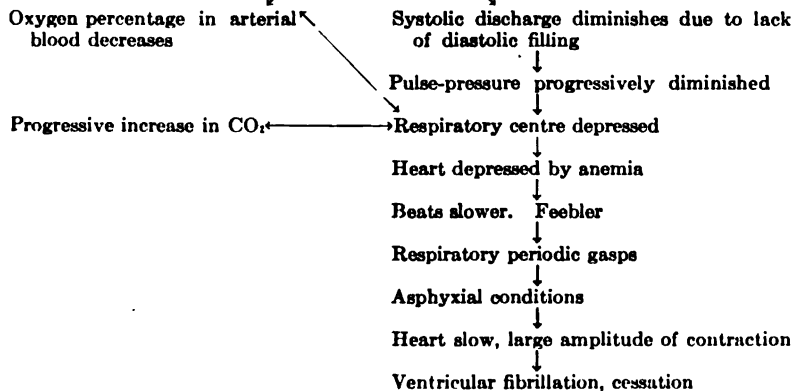 Oxygen percentage in arterial
blood decreases
Systolic discharge diminishes due to lack
of diastolic filling
Pulse-pressure progressively diminished
Progressive increase in CO₂
Respiratory centre depressed
Heart depressed by anemia
Beats slower. Feebler
Respiratory periodic gasps
Asphyxial conditions
Heart slow, large amplitude of contraction
Ventricular fibrillation, cessation